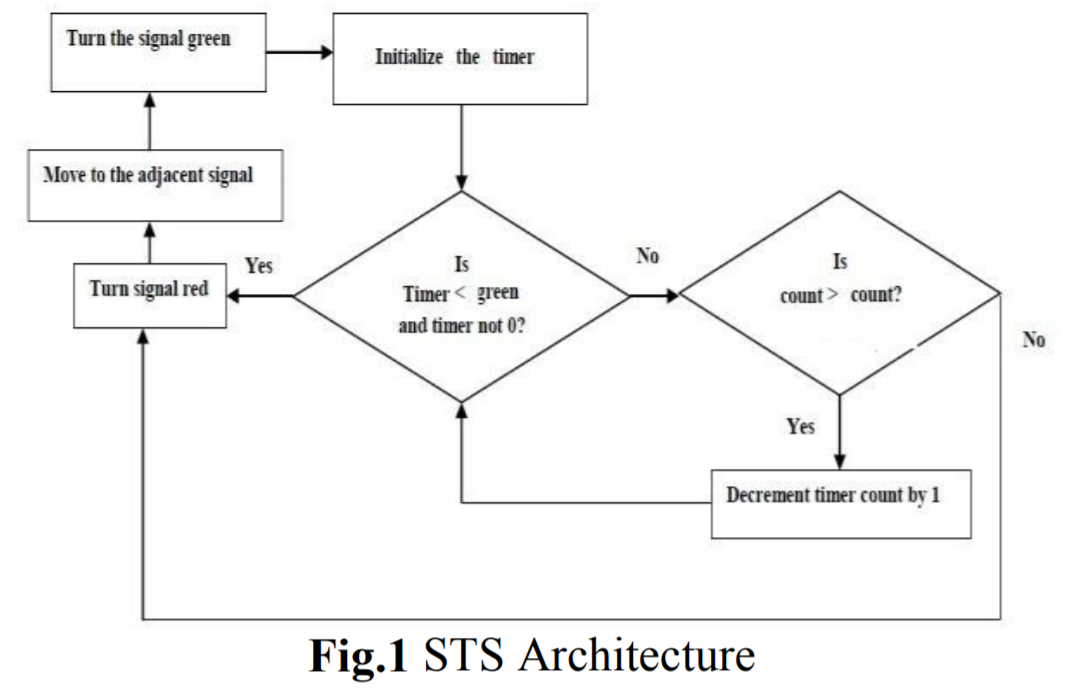 Turn the signal green
Initialize the timer
Move to the adjacent signal
Turn signal red
Yes
Is
Timer < green
and timer not 0?
No
Is
count > count?
No
Yes
Decrement timer count by 1
Fig.1 STS Architecture